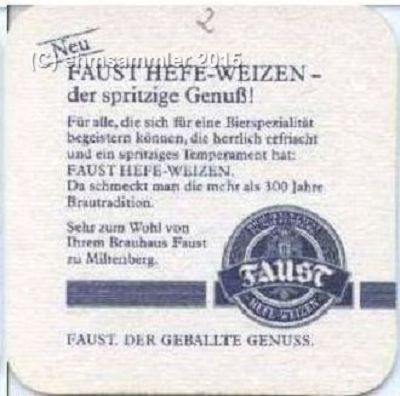 2
Neu
(C) ehmsammler 2015
FAUST HEFE-WEIZEN –
der spritzige Genuß!
Für alle, die sich für eine Bierspezialität
begeistern können, die herrlich erfrischt
und ein spritziges Temperament hat:
FAUST HEFE-WEIZEN.
Da schmeckt man die mehr als 300 Jahre
Brautradition.
Sehr zum Wohl von
Ihrem Brauhaus Faust
zu Miltenberg.
FAUST
HEFE-WEIZEN
FAUST. DER GEBALLTE GENUSS.